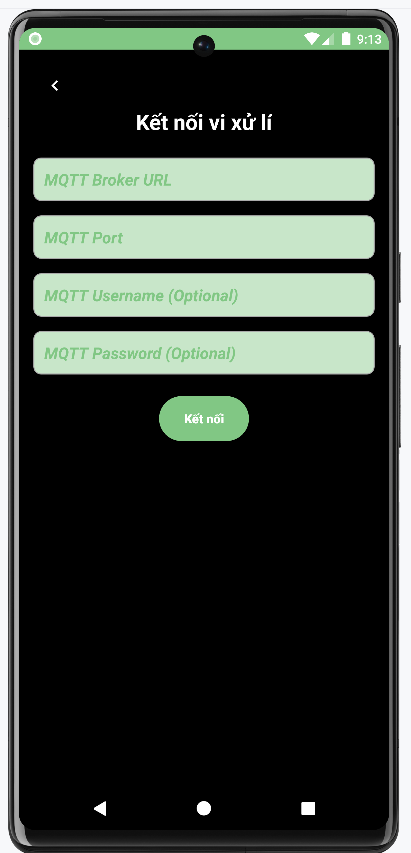 9:13
Kết nối vi xử lí
MQTT Broker URL
MQTT Port
MQTT Username (Optional)
MQTT Password (Optional)
Kết nối